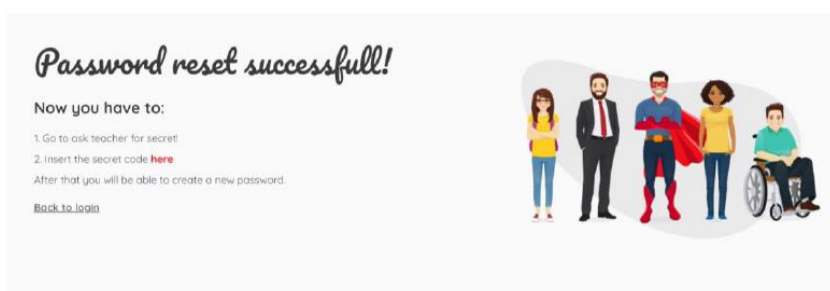 Password reset successfull!
Now you have to:
1. Go to ask teacher for secret!
2. Insert the secret code here
After that you will be able to create a new password.
Back to login